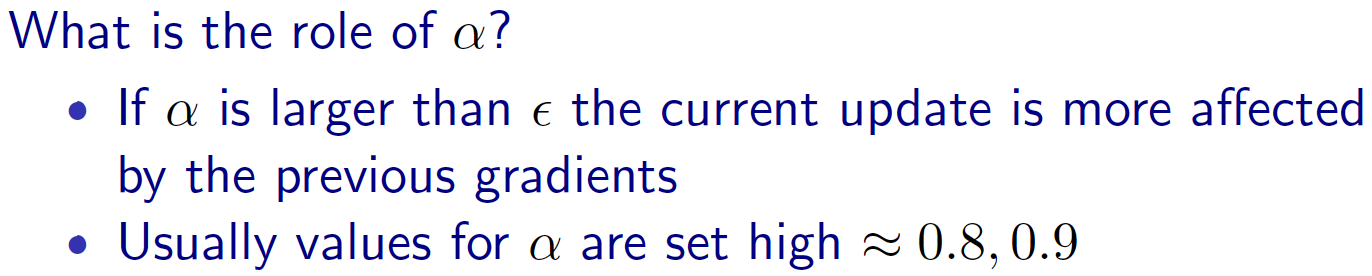 What is the role of α?
• If α is larger than ϵ the current update is more affected
by the previous gradients
• Usually values for α are set high ≈ 0.8, 0.9